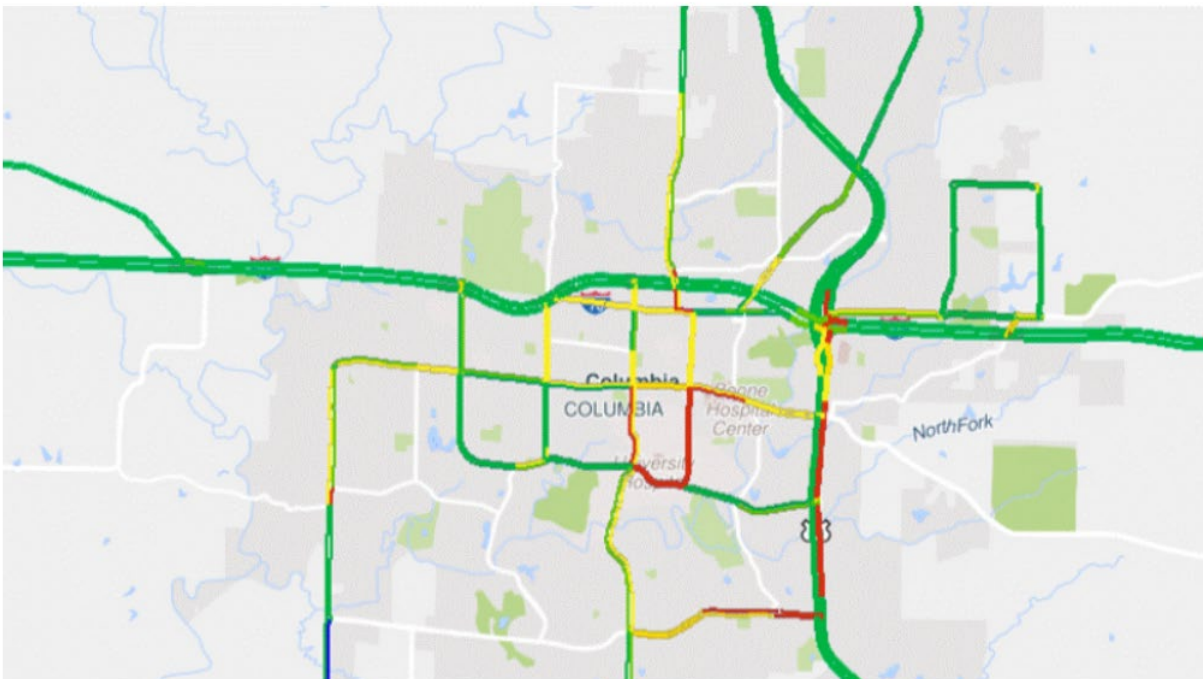 Columbia
COLUMBIA
Boone
Hospital
Center
NorthFork
University
Hospital